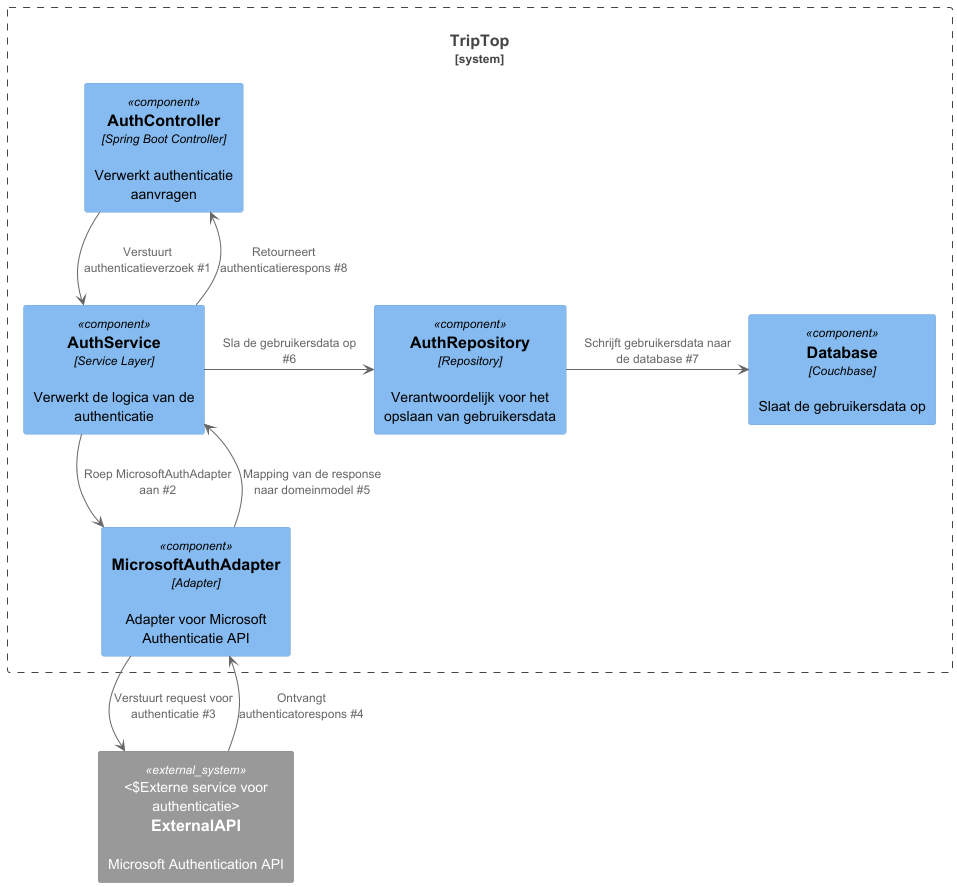 TripTop
[system]
«component»
AuthController
[Spring Boot Controller]
Verwerkt authenticatie
aanvragen
Verstuurt
authenticatieverzoek #1
Retourneert
authenticatierespons #8
«component»
AuthService
[Service Layer]
Verwerkt de logica van de
authenticatie
Sla de gebruikersdata op
#6
«component»
AuthRepository
[Repository]
Verantwoordelijk voor het
opslaan van gebruikersdata
Schrijft gebruikersdata naar
de database #7
«component»
Database
[Couchbase]
Slaat de gebruikersdata op
Roep MicrosoftAuthAdapter
aan #2
Mapping van de response
naar domeinmodel #5
«component»
MicrosoftAuthAdapter
[Adapter]
Adapter voor Microsoft
Authenticatie API
Verstuurt request voor
authenticatie #3
Ontvangt
authenticatorespons #4
«external_system»
<$Externe service voor
authenticatie>
ExternalAPI
Microsoft Authentication API